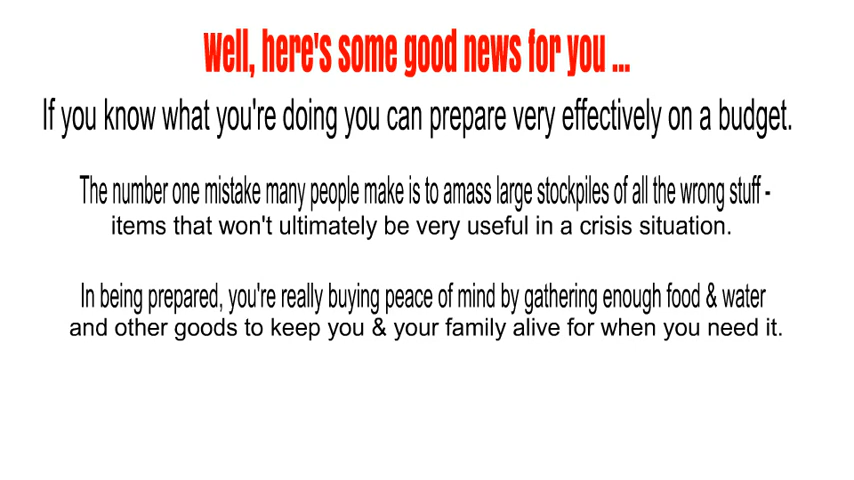 Well, here's some good news for you ...
If you know what you're doing you can prepare very effectively on a budget.
The number one mistake many people make is to amass large stockpiles of all the wrong stuff -
items that won't ultimately be very useful in a crisis situation.
In being prepared, you're really buying peace of mind by gathering enough food & water
and other goods to keep you & your family alive for when you need it.